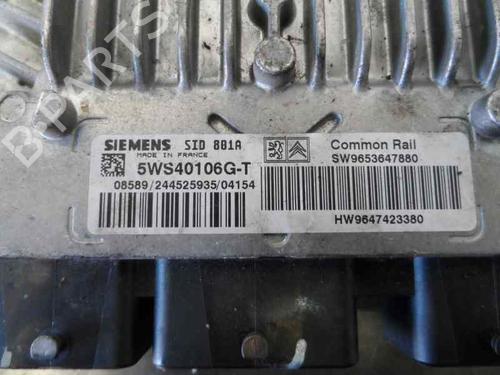 B-PARTS
SIEMENS SID 801A
MADE IN FRANCE
5WS40106G-T
08589/244525935/04154
Common Rail
SW9653647880
HW9647423380